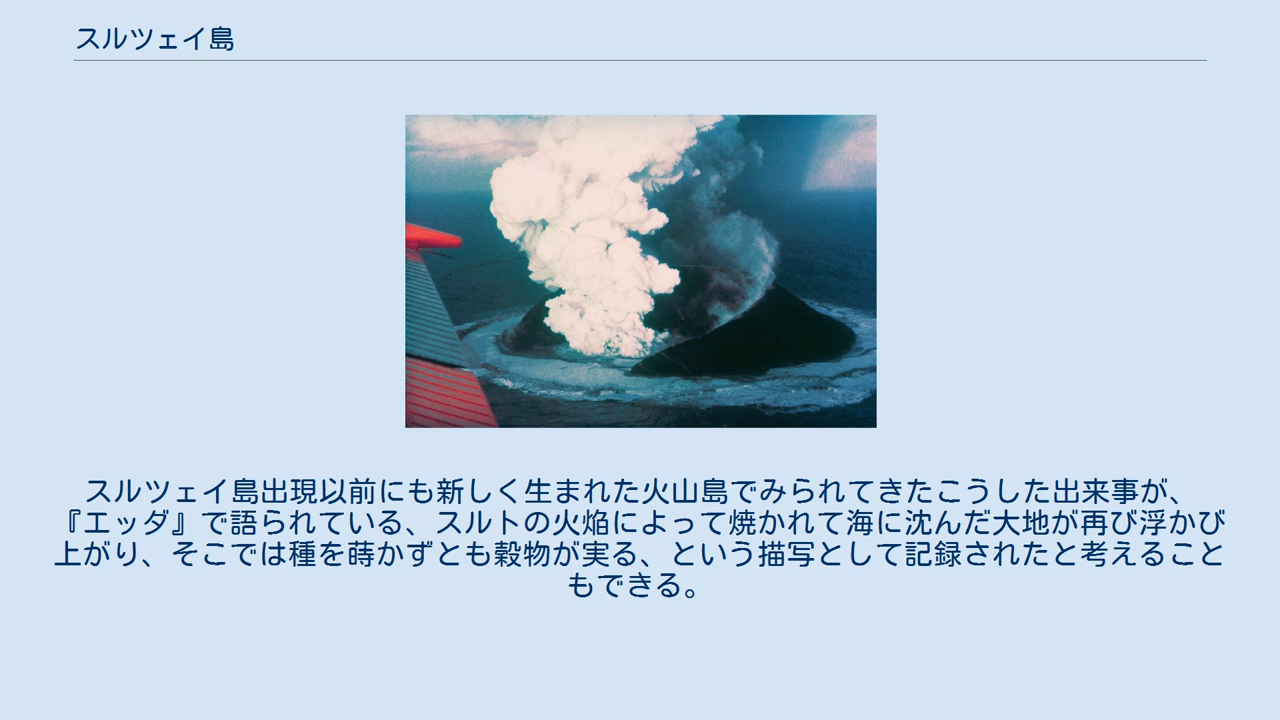 スルツェイ島
スルツェイ島出現以前にも新しく生まれた火山島でみられてきたこうした出来事が、
『エッダ』で語られている、スルトの火焔によって焼かれて海に沈んだ大地が再び浮かび
上がり、そこでは種を蒔かずとも穀物が実る、という描写として記録されたと考えること
もできる。